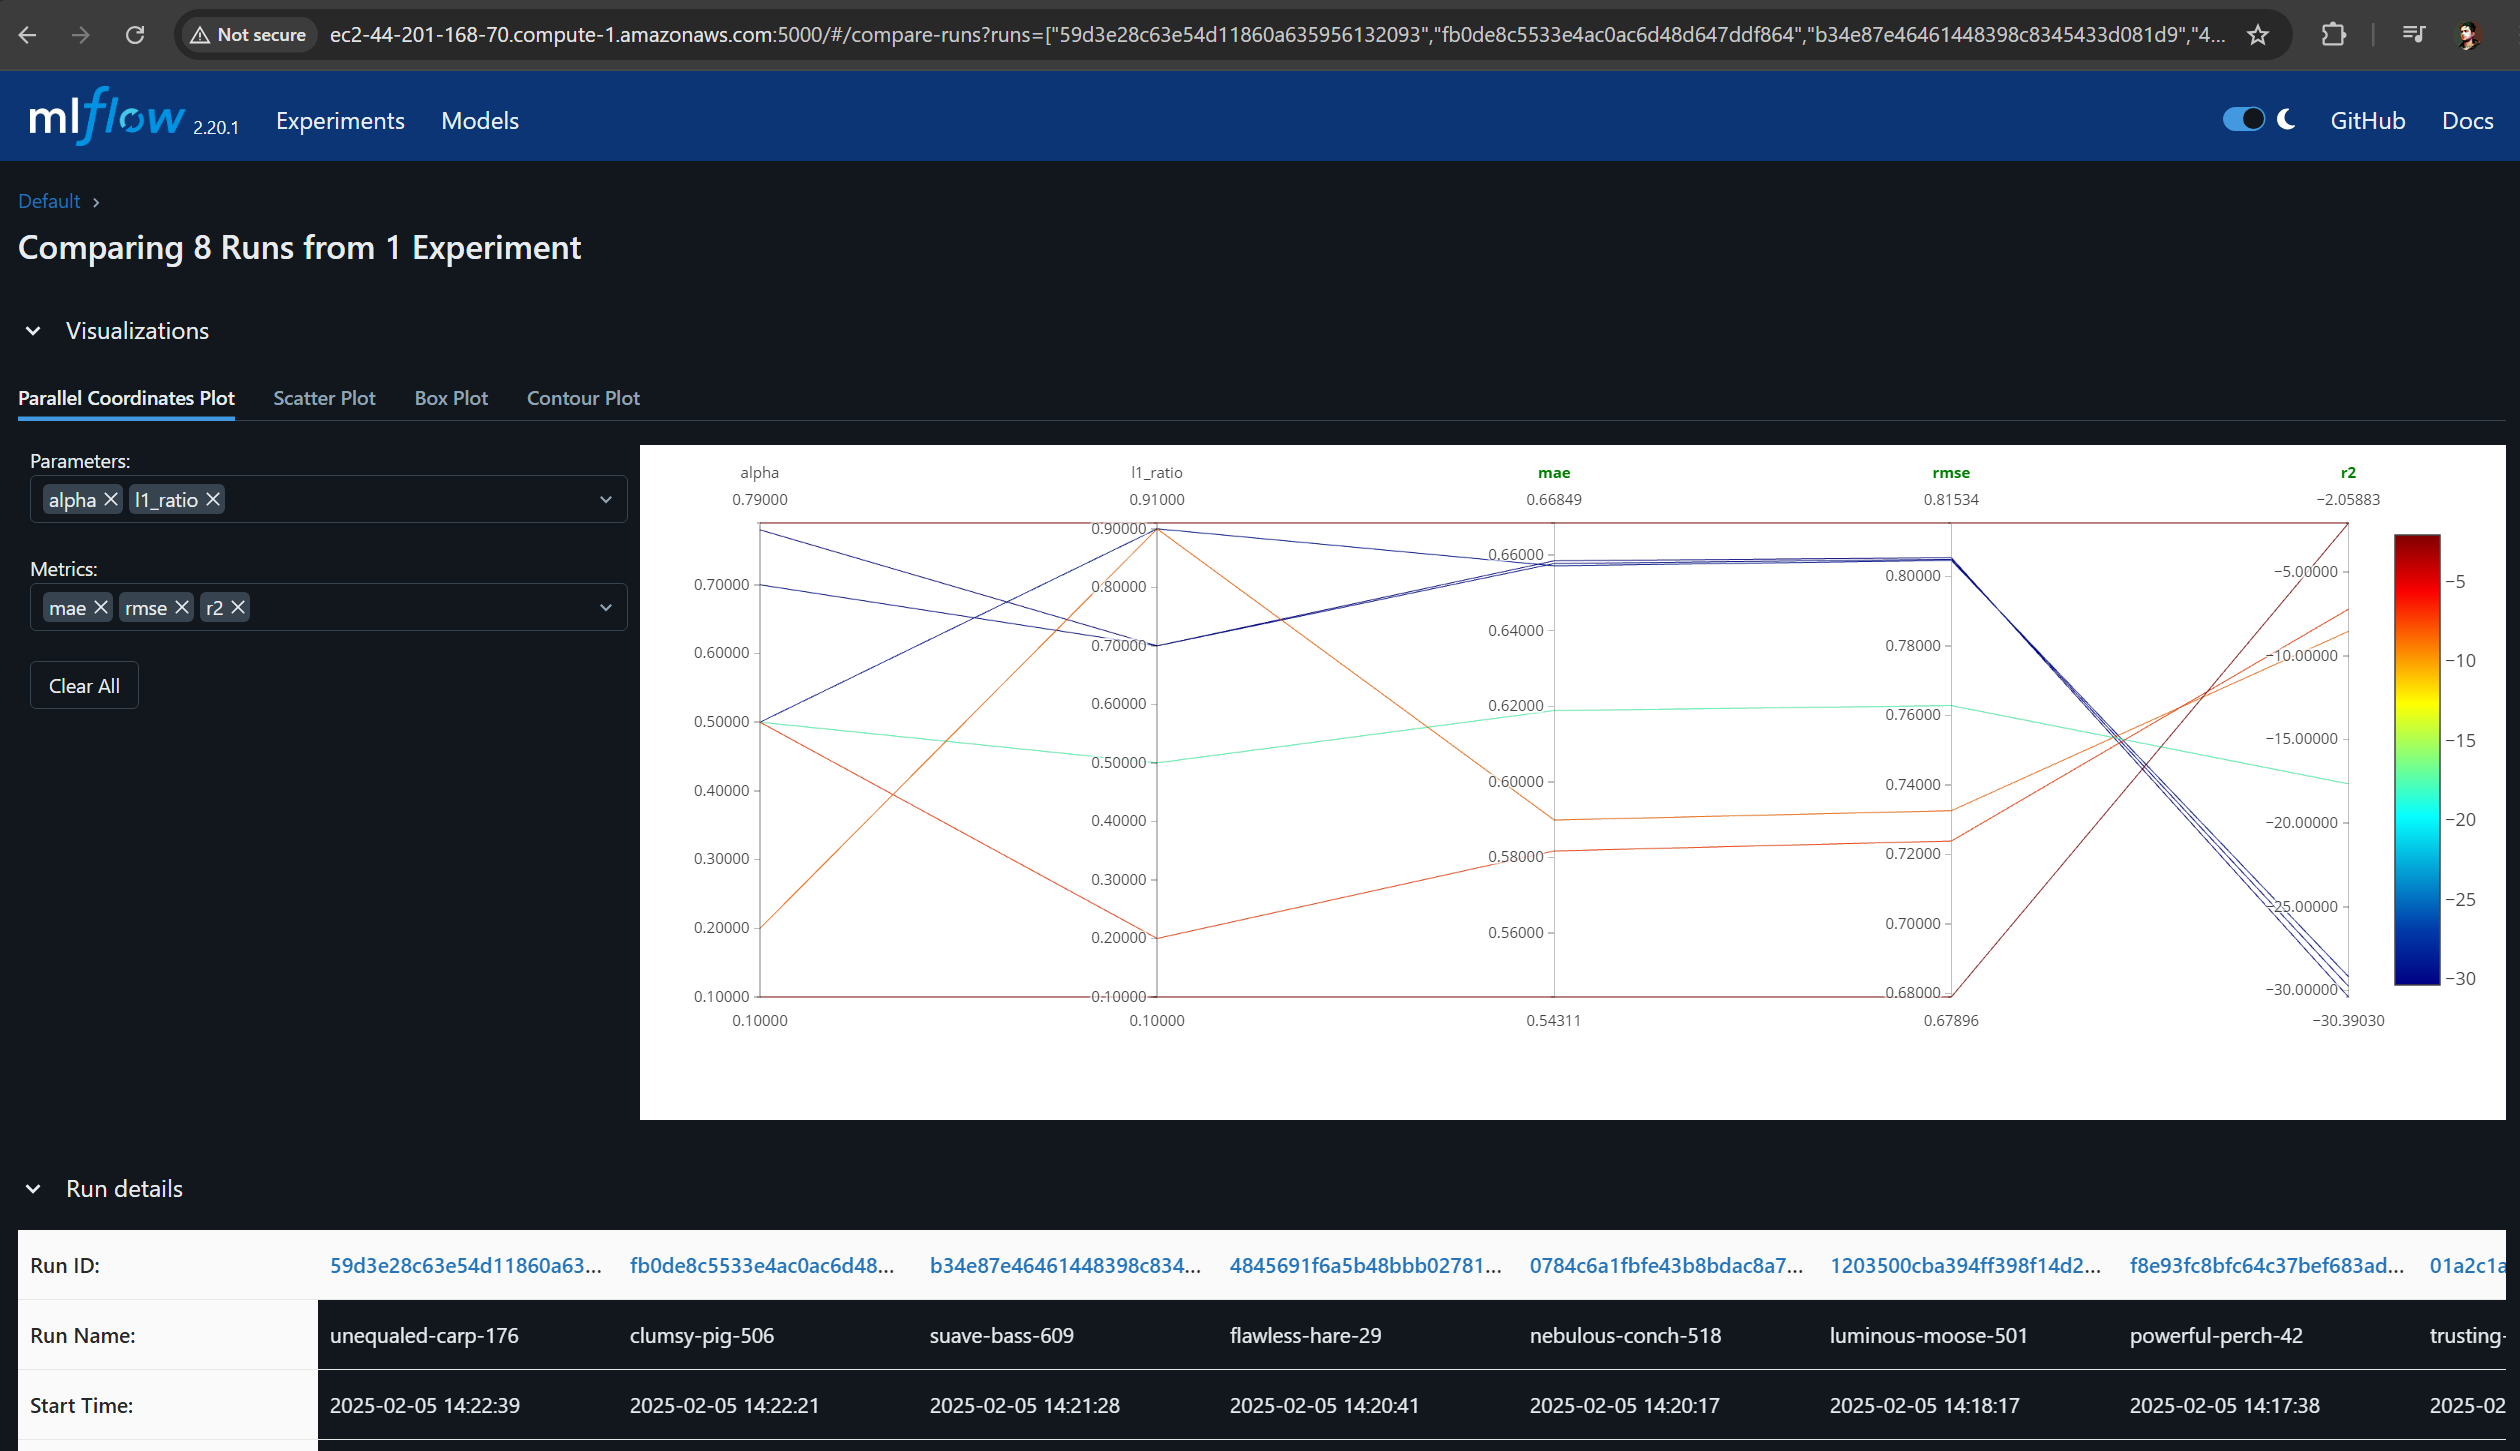 Not secure ec2-44-201-168-70.compute-1.amazonaws.com:5000/#/compare-runs?runs=["59d3e28c63e54d11860a635956132093","fb0de8c5533e4ac0ac6d48d647ddf864","b34e87e46461448398c8345433d081d9","4...
mlflow 2.20.1 Experiments Models GitHub Docs
Default
Comparing 8 Runs from 1 Experiment
Visualizations
Parallel Coordinates Plot Scatter Plot Box Plot Contour Plot
Parameters:
alpha l1_ratio
Metrics:
mae rmse r2
Clear All
alpha l1_ratio mae rmse r2
0.79000 0.91000 0.66849 0.81534 −2.05883
0.70000
0.60000
0.50000
0.40000
0.30000
0.20000
0.10000
0.90000
0.80000
0.70000
0.60000
0.50000
0.40000
0.30000
0.20000
0.10000
0.66000
0.64000
0.62000
0.60000
0.58000
0.56000
0.80000
0.78000
0.76000
0.74000
0.72000
0.70000
0.68000
−5.00000
−10.00000
−15.00000
−20.00000
−25.00000
−30.00000
0.10000 0.10000 0.54311 0.67896 −30.39030
−5
−10
−15
−20
−25
−30
Run details
Run ID: 59d3e28c63e54d11860a63... fb0de8c5533e4ac0ac6d48... b34e87e46461448398c834... 4845691f6a5b48bbb02781... 0784c6a1fbfe43b8bdac8a7... 1203500cba394ff398f14d2... f8e93fc8bfc64c37bef683ad... 01a2c1a
Run Name: unequaled-carp-176 clumsy-pig-506 suave-bass-609 flawless-hare-29 nebulous-conch-518 luminous-moose-501 powerful-perch-42 trusting-
Start Time: 2025-02-05 14:22:39 2025-02-05 14:22:21 2025-02-05 14:21:28 2025-02-05 14:20:41 2025-02-05 14:20:17 2025-02-05 14:18:17 2025-02-05 14:17:38 2025-02